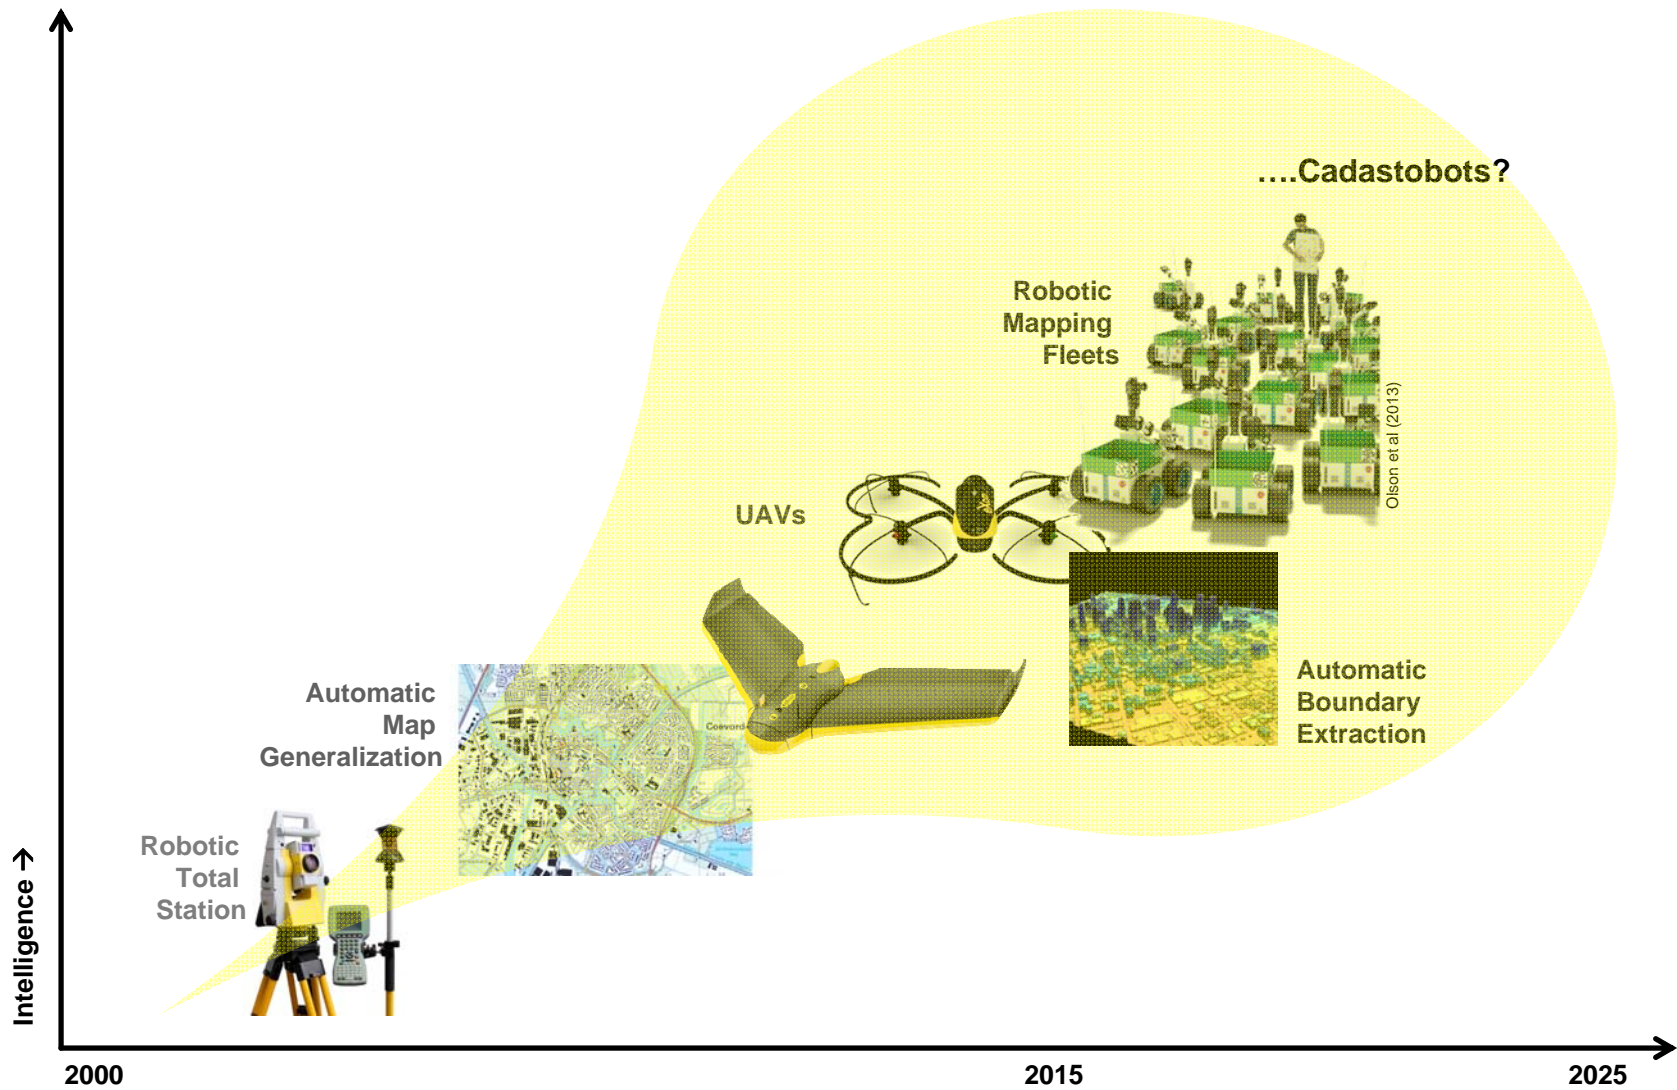 ….Cadastobots?
Robotic
Mapping
Fleets
Olson et al (2013)
UAVs
Automatic
Boundary
Extraction
Automatic
Map
Generalization
Coevord
Robotic
Total
Station
Intelligence →
2000
2015
2025